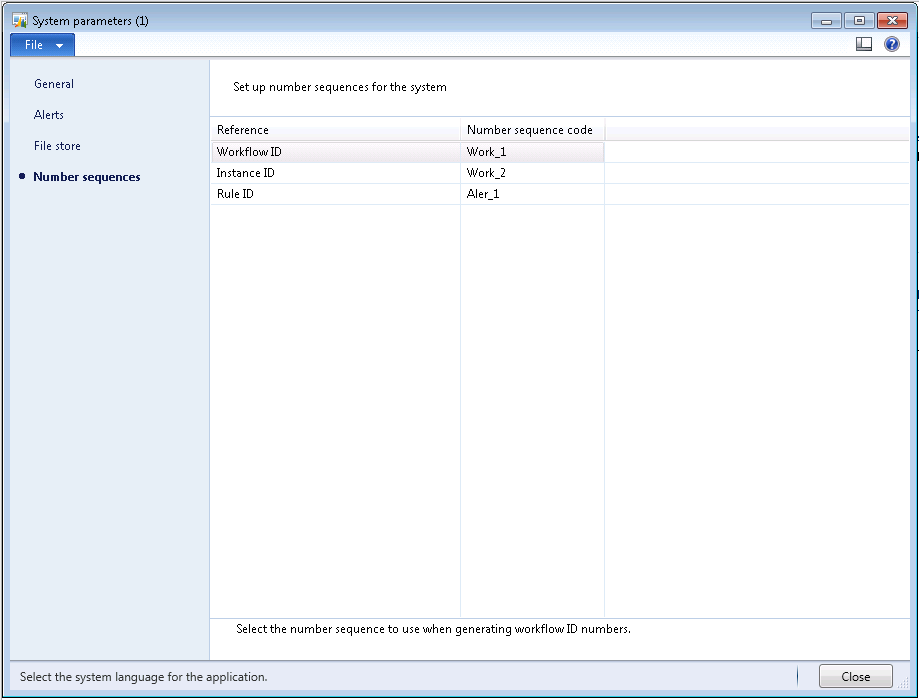 System parameters (1)
File
General
Alerts
File store
Number sequences
Set up number sequences for the system
Reference Number sequence code
Workflow ID Work_1
Instance ID Work_2
Rule ID Aler_1
Select the number sequence to use when generating workflow ID numbers.
Select the system language for the application.
Close